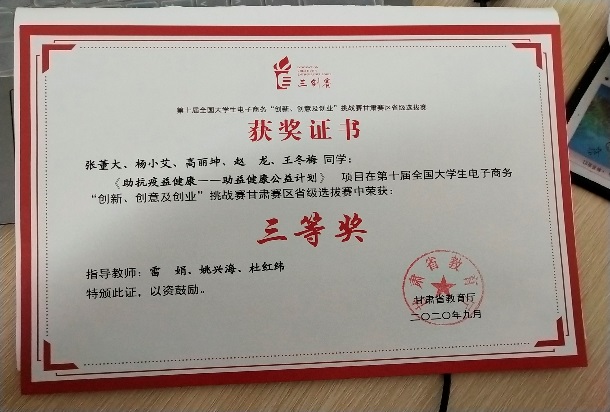 三创赛
第十届全国大学生电子商务“创新、创意及创业”挑战赛甘肃赛区省级选拔赛
获奖证书
张董大、杨小艾、高丽坤、赵 龙、王冬梅 同学：
《助抗疫益健康——助益健康公益计划》 项目在第十届全国大学生电子商务
“创新、创意及创业”挑战赛甘肃赛区省级选拔赛中荣获：
三等奖
指导教师：雷 娟、姚兴海、杜红纬
特颁此证，以资鼓励。
甘肃省教育厅
甘肃省教育厅
二〇二〇年九月